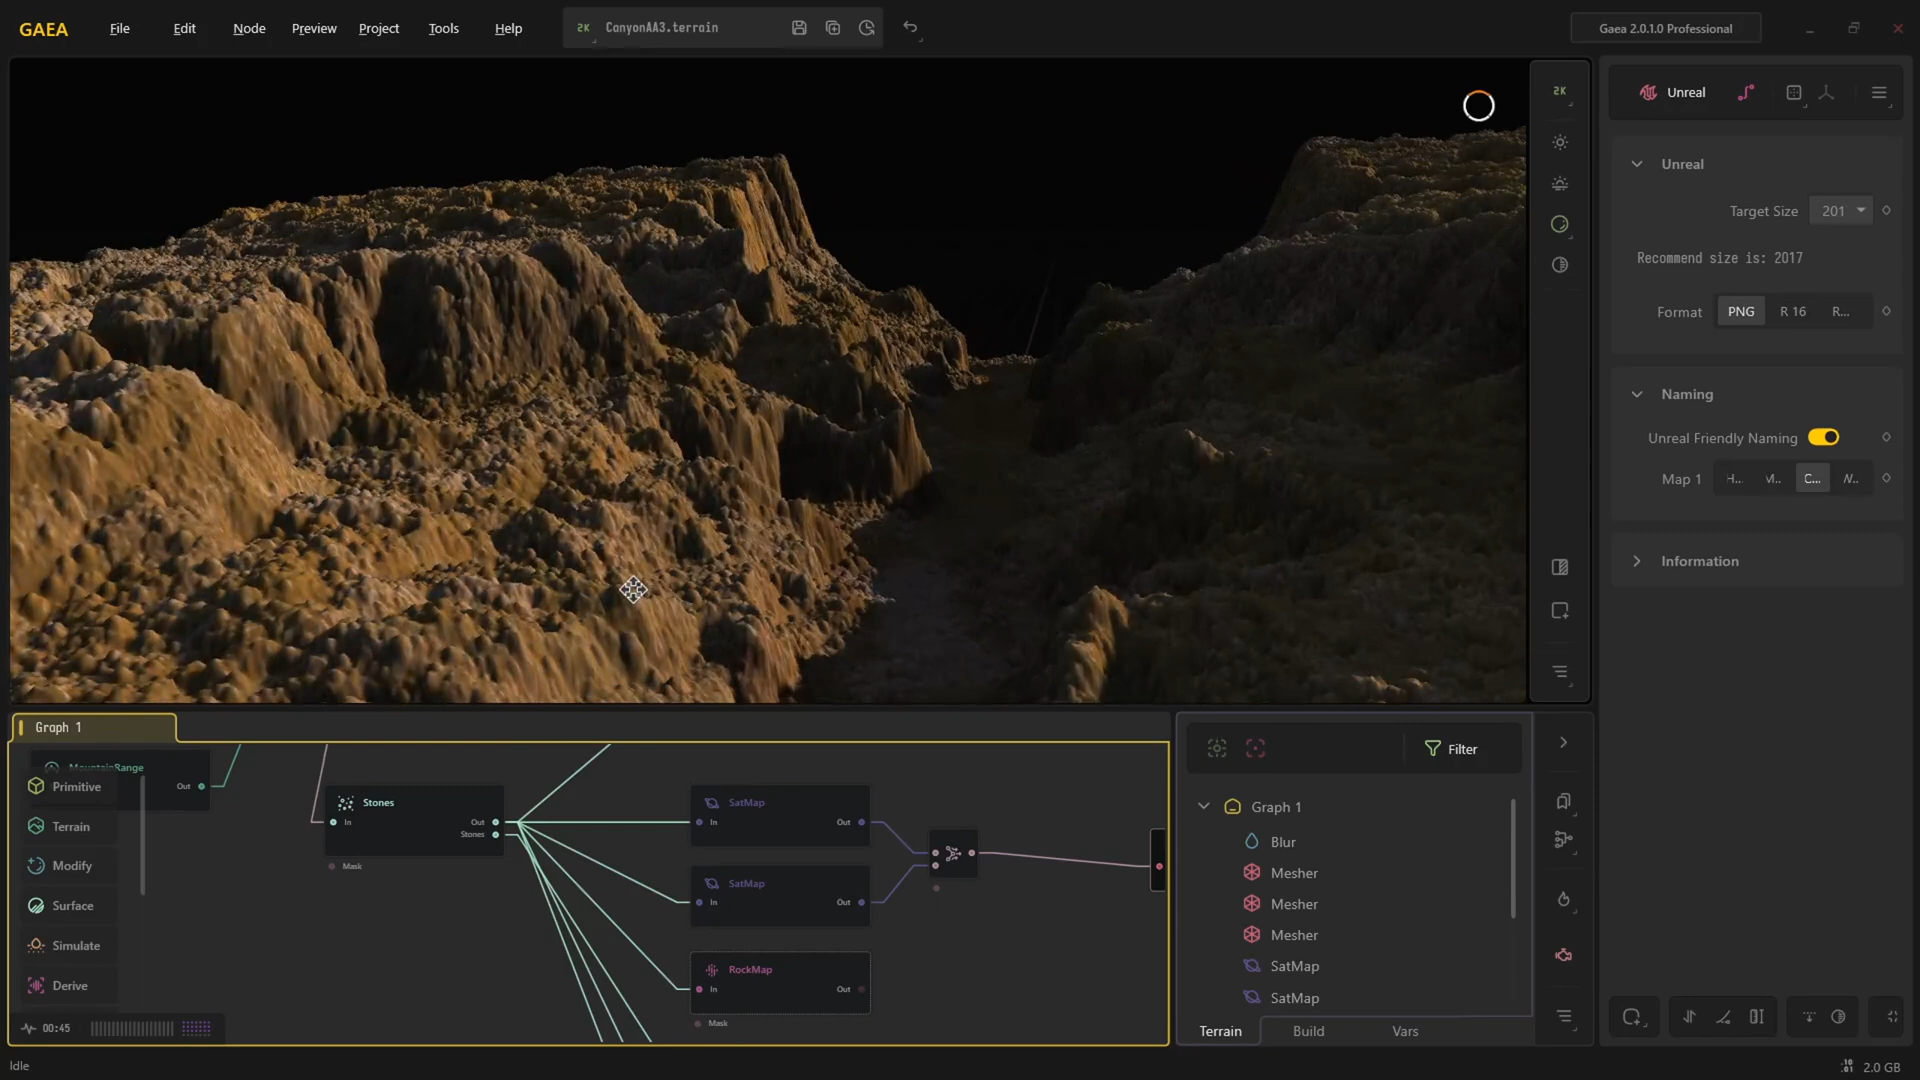 GAEA
File
Edit
Node
Preview
Project
Tools
Help
2K
CanyonAA3.terrain
Gaea 2.0.1.0 Professional
2K
Unreal
Unreal
Target Size
201
Recommend size is: 2017
Format
PNG
R 16
R...
Naming
Unreal Friendly Naming
Map 1
H...
M..
C...
N..
Information
Graph 1
MountainRange
Out
Primitive
Terrain
Modify
Surface
Simulate
Derive
00:45
Stones
In
Out
Stones
Mask
SatMap
In
Out
SatMap
In
Out
RockMap
In
Out
Mask
Filter
Graph 1
Blur
Mesher
Mesher
Mesher
SatMap
SatMap
Terrain
Build
Vars
Idle
2.0 GB